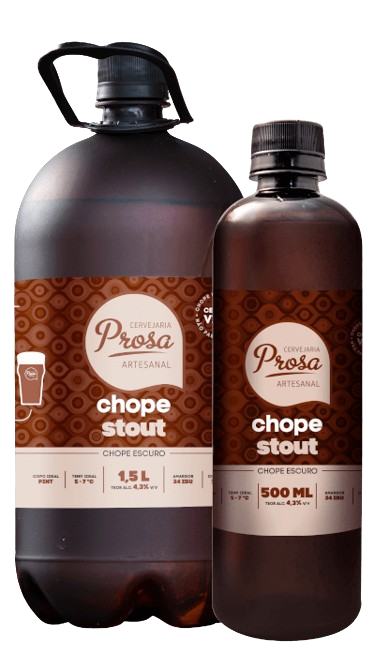 CERVEJARIA
Prosa
ARTESANAL
chope
stout
CHOPE ESCURO
COPO IDEAL
PINT
TEMP. IDEAL
5 - 7 °C
1,5 L
TEOR ALC. 4,3% V/V
AMARGOR
24 IBU
CERVEJARIA
Prosa
ARTESANAL
chope
stout
CHOPE ESCURO
TEMP. IDEAL
5 - 7 °C
500 ML
TEOR ALC. 4,3% V/V
AMARGOR
24 IBU